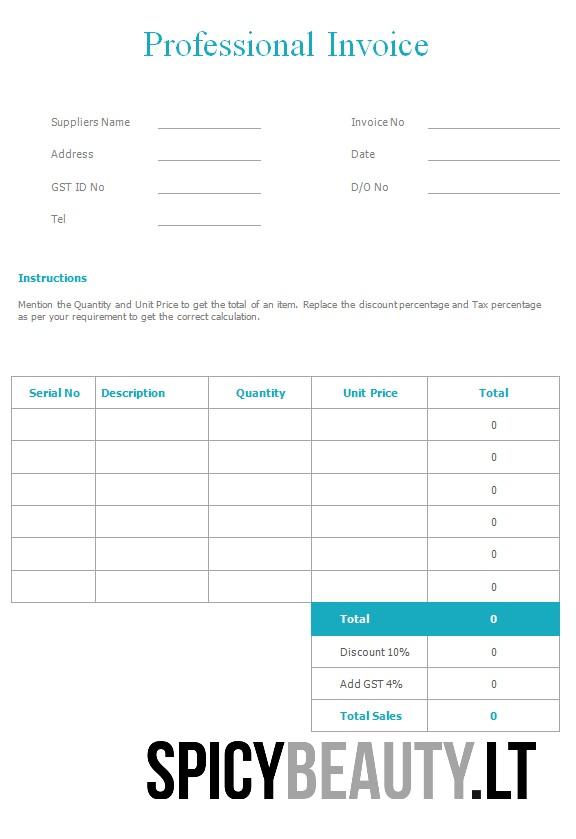 Professional Invoice
Suppliers Name
Invoice No
Address
Date
GST ID No
D/O No
Tel
Instructions
Mention the Quantity and Unit Price to get the total of an item. Replace the discount percentage and Tax percentage
as per your requirement to get the correct calculation.
Serial No Description Quantity Unit Price Total
0
0
0
0
0
0
Total 0
Discount 10% 0
Add GST 4% 0
Total Sales 0
SPICYBEAUTY.LT